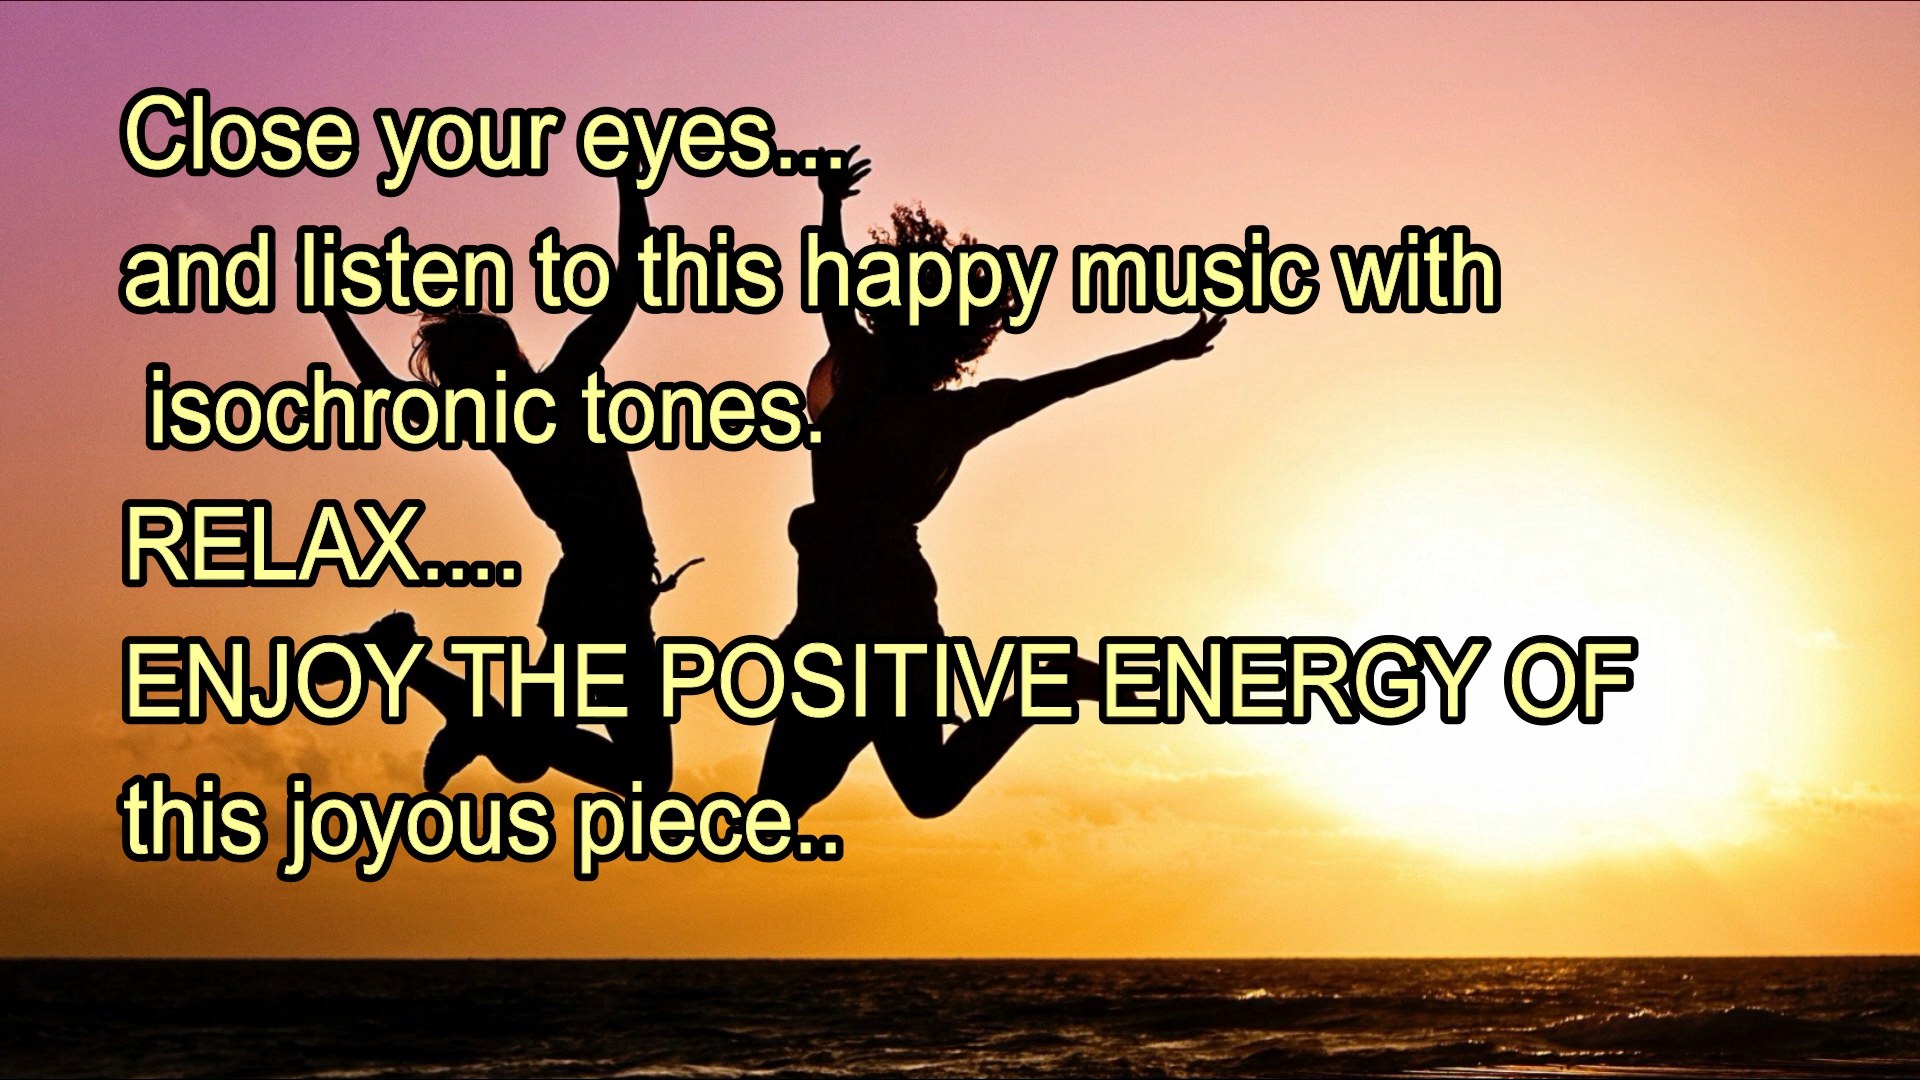 Close your eyes...
and listen to this happy music with
isochronic tones.
RELAX....
ENJOY THE POSITIVE ENERGY OF
this joyous piece..